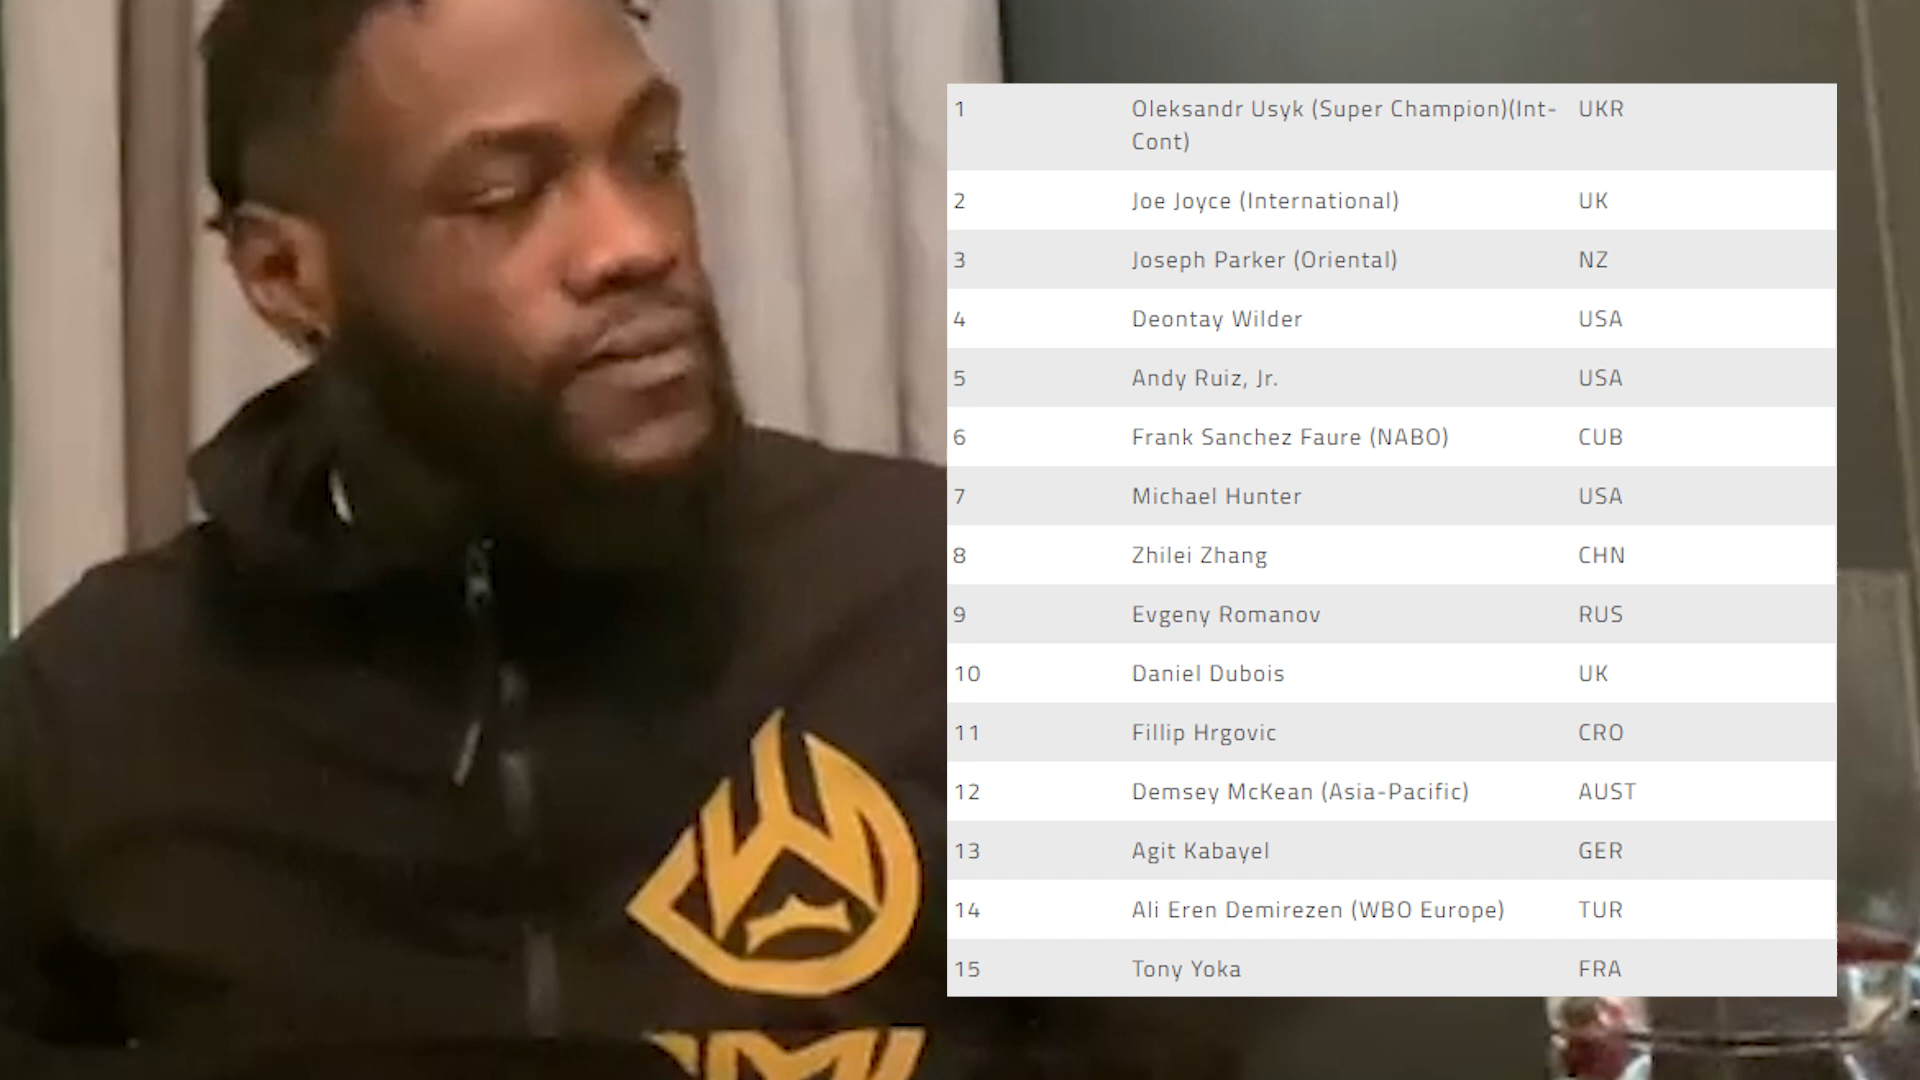 1 Oleksandr Usyk (Super Champion)(Int- UKR
Cont)
2 Joe Joyce (International) UK
3 Joseph Parker (Oriental) NZ
4 Deontay Wilder USA
5 Andy Ruiz, Jr. USA
6 Frank Sanchez Faure (NABO) CUB
7 Michael Hunter USA
8 Zhilei Zhang CHN
9 Evgeny Romanov RUS
10 Daniel Dubois UK
11 Fillip Hrgovic CRO
12 Demsey McKean (Asia-Pacific) AUST
13 Agit Kabayel GER
14 Ali Eren Demirezen (WBO Europe) TUR
15 Tony Yoka FRA